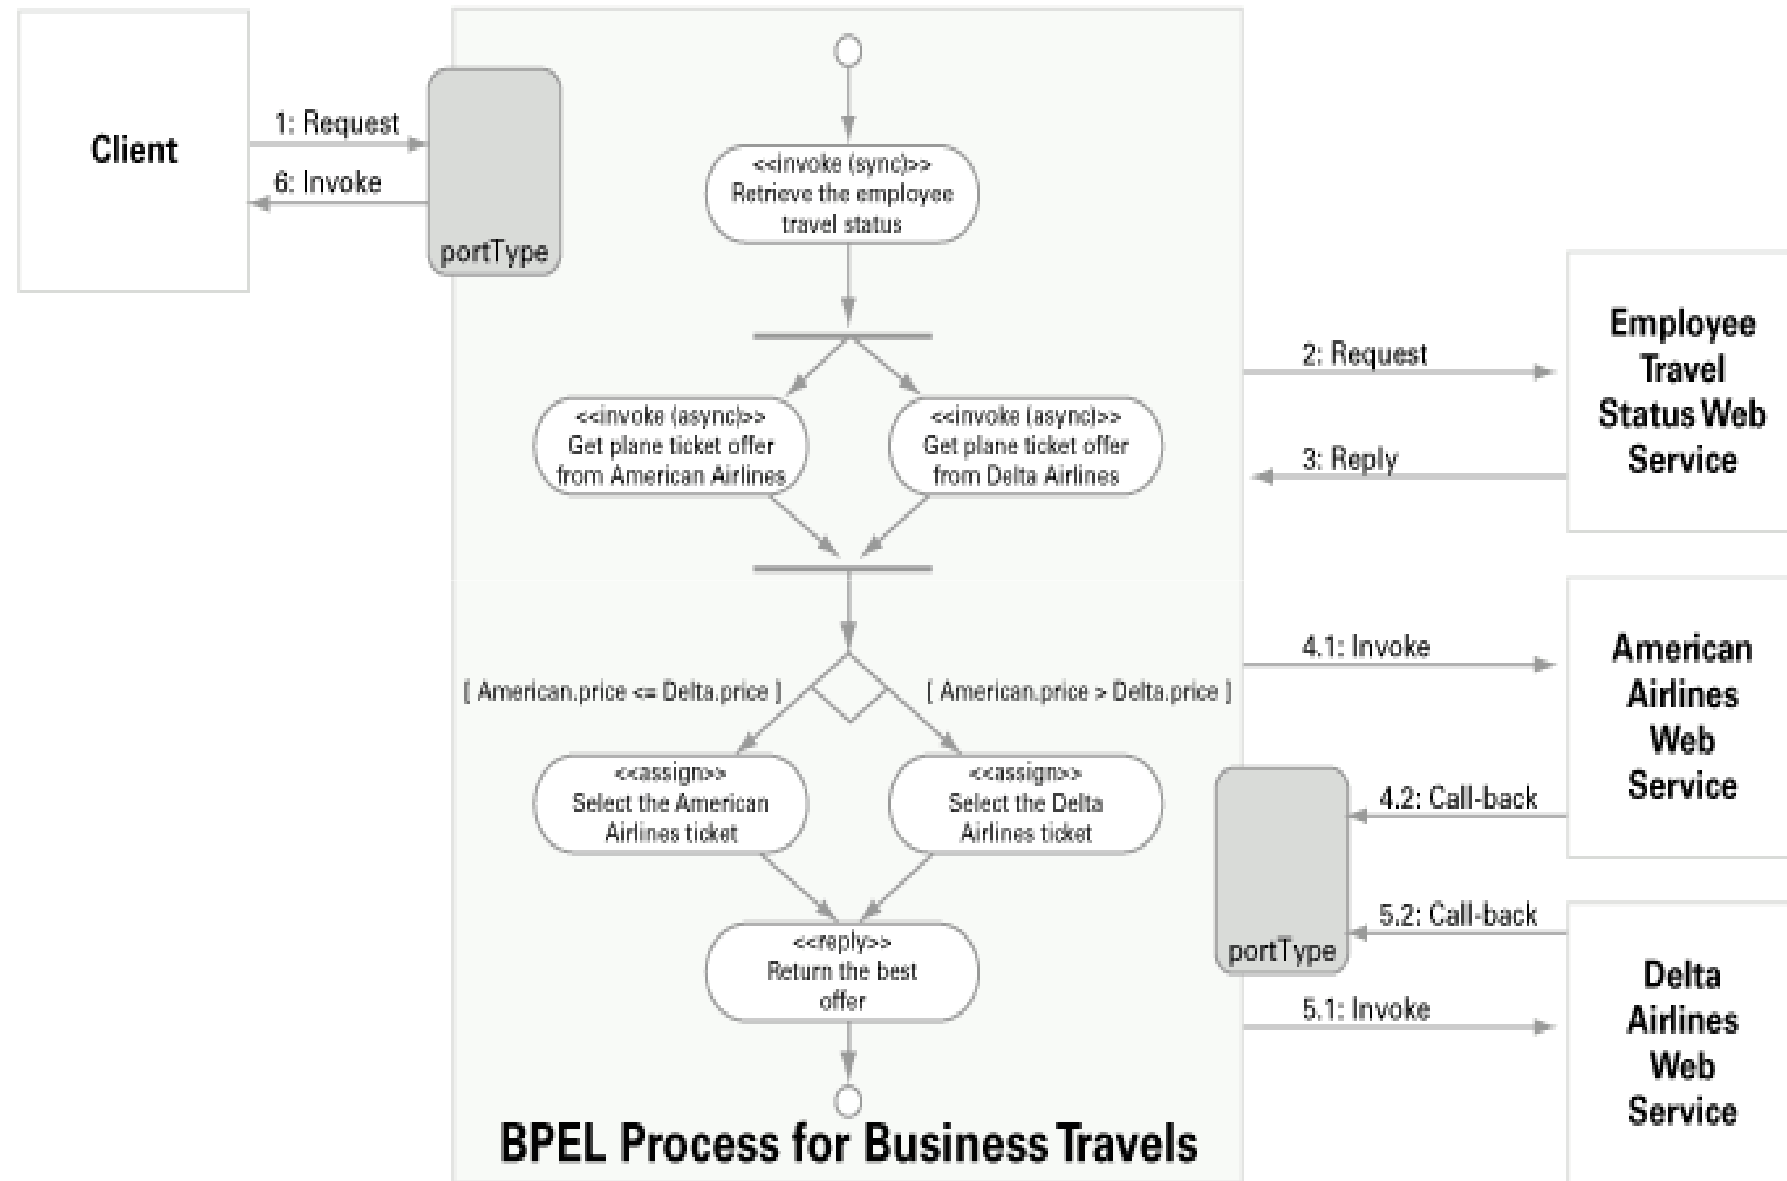 Client
1: Request
6: Invoke
portType
<<invoke (sync)>>
Retrieve the employee
travel status
<<invoke (async)>>
Get plane ticket offer
from American Airlines
<<invoke (async)>>
Get plane ticket offer
from Delta Airlines
[ American.price <= Delta.price ]
[ American.price > Delta.price ]
<<assign>>
Select the American
Airlines ticket
<<assign>>
Select the Delta
Airlines ticket
<<reply>>
Return the best
offer
BPEL Process for Business Travels
2: Request
3: Reply
Employee
Travel
Status Web
Service
4.1: Invoke
4.2: Call-back
American
Airlines
Web
Service
5.2: Call-back
portType
5.1: Invoke
Delta
Airlines
Web
Service